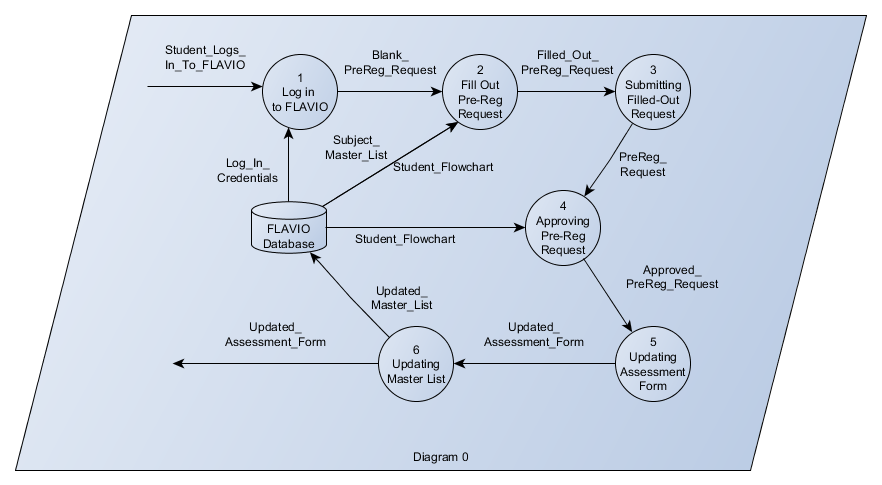 Student_Logs_
In_To_FLAVIO
1
Log in
to FLAVIO
Blank_
PreReg_Request
2
Fill Out
Pre-Reg
Request
Filled_Out_
PreReg_Request
3
Submitting
Filled-Out
Request
Log_In_
Credentials
Subject_
Master_List
Student_Flowchart
PreReg_
Request
FLAVIO
Database
Student_Flowchart
4
Approving
Pre-Reg
Request
Approved_
PreReg_Request
Updated_
Master_List
Updated_
Assessment_Form
6
Updating
Master List
Updated_
Assessment_Form
5
Updating
Assessment
Form
Diagram 0